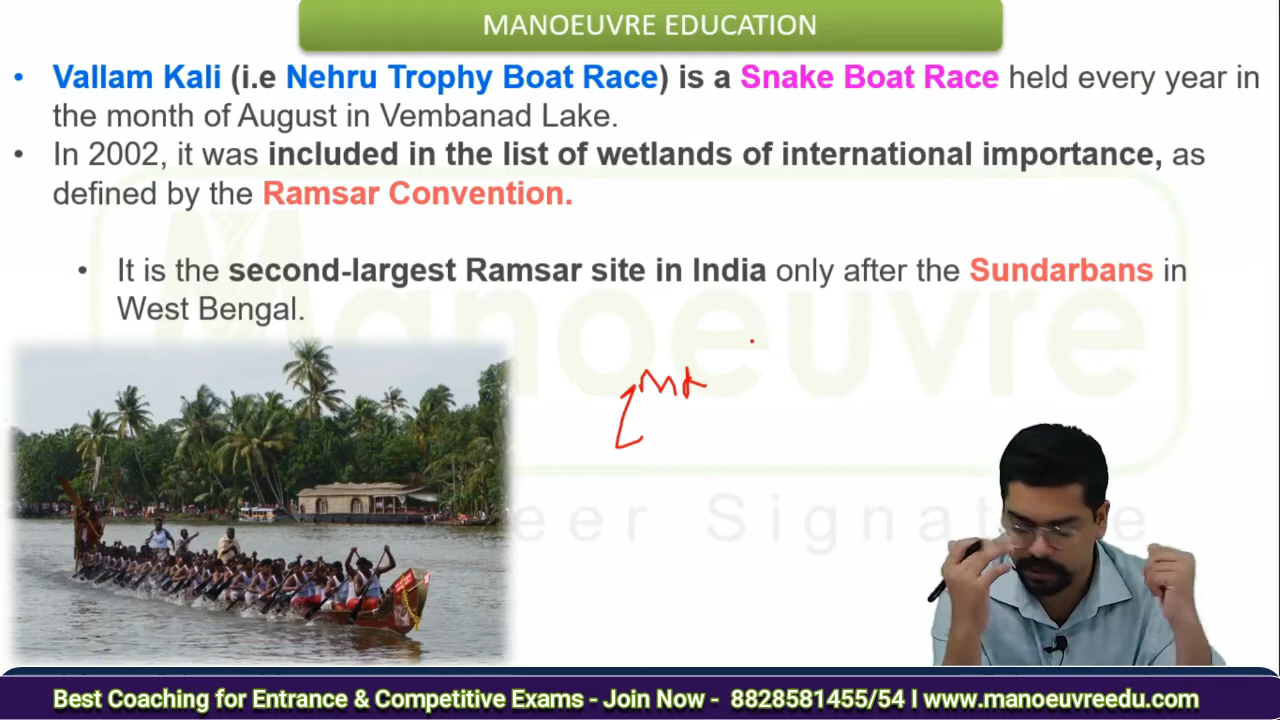 MANOEUVRE EDUCATION
• Vallam Kali (i.e Nehru Trophy Boat Race) is a Snake Boat Race held every year in
the month of August in Vembanad Lake.
• In 2002, it was included in the list of wetlands of international importance, as
defined by the Ramsar Convention.
• It is the second-largest Ramsar site in India only after the Sundarbans in
West Bengal.
Manoeuvre
Best Coaching for Entrance & Competitive Exams - Join Now - 8828581455/54 I www.manoeuvreedu.com